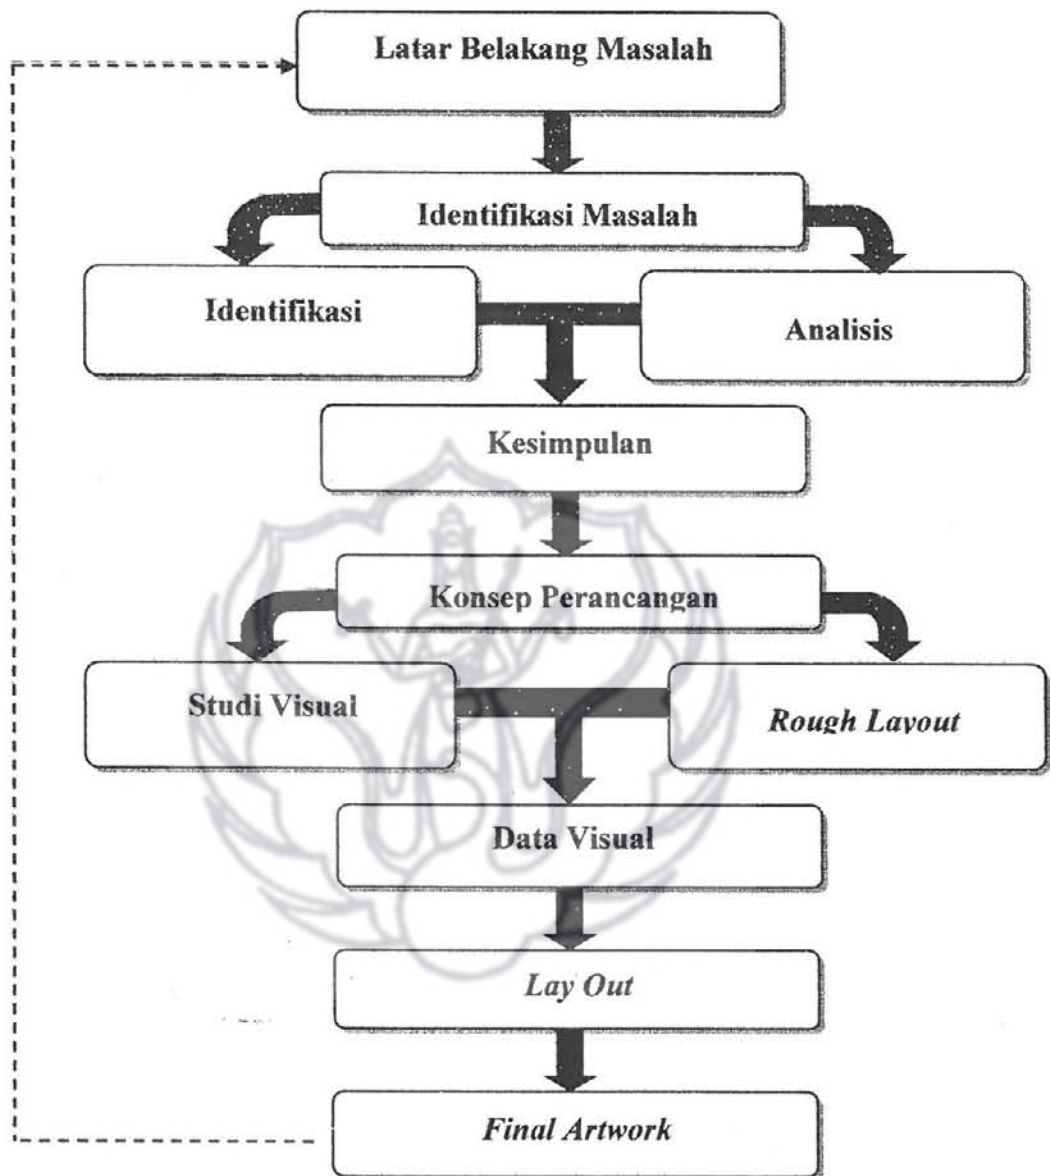 Latar Belakang Masalah
Identifikasi Masalah
Identifikasi
Analisis
Kesimpulan
Konsep Perancangan
Studi Visual
Rough Layout
Data Visual
Lay Out
Final Artwork